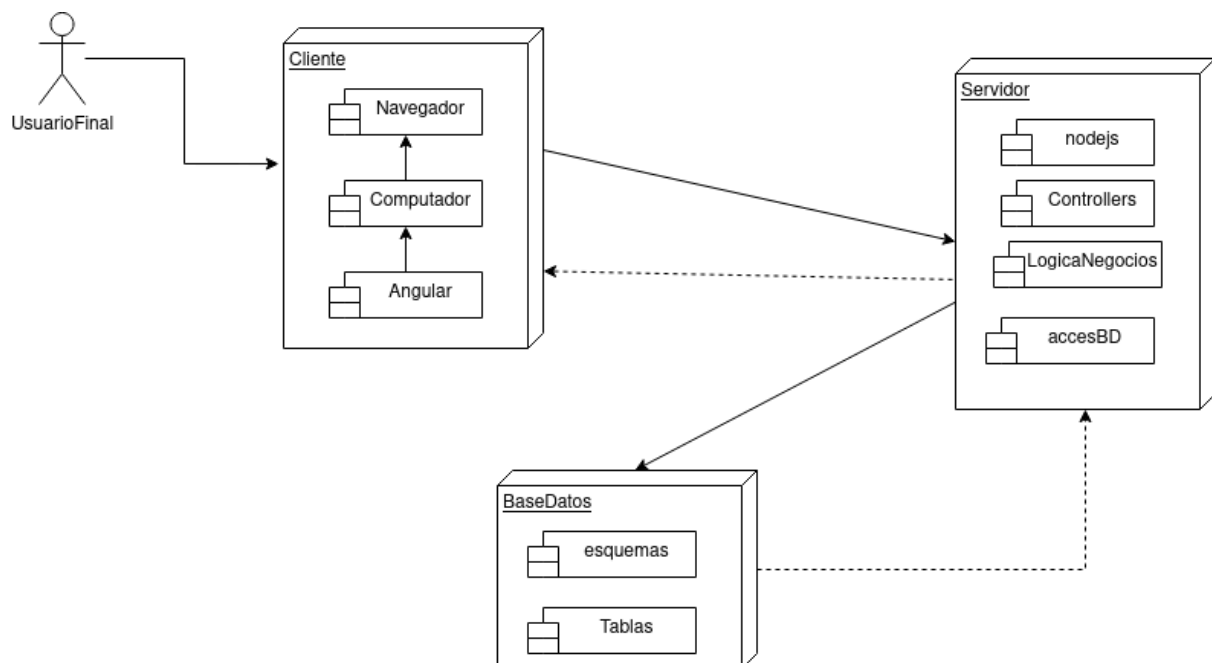 UsuarioFinal
Cliente
Navegador
Computador
Angular
Servidor
nodejs
Controllers
LogicaNegocios
accesBD
BaseDatos
esquemas
Tablas